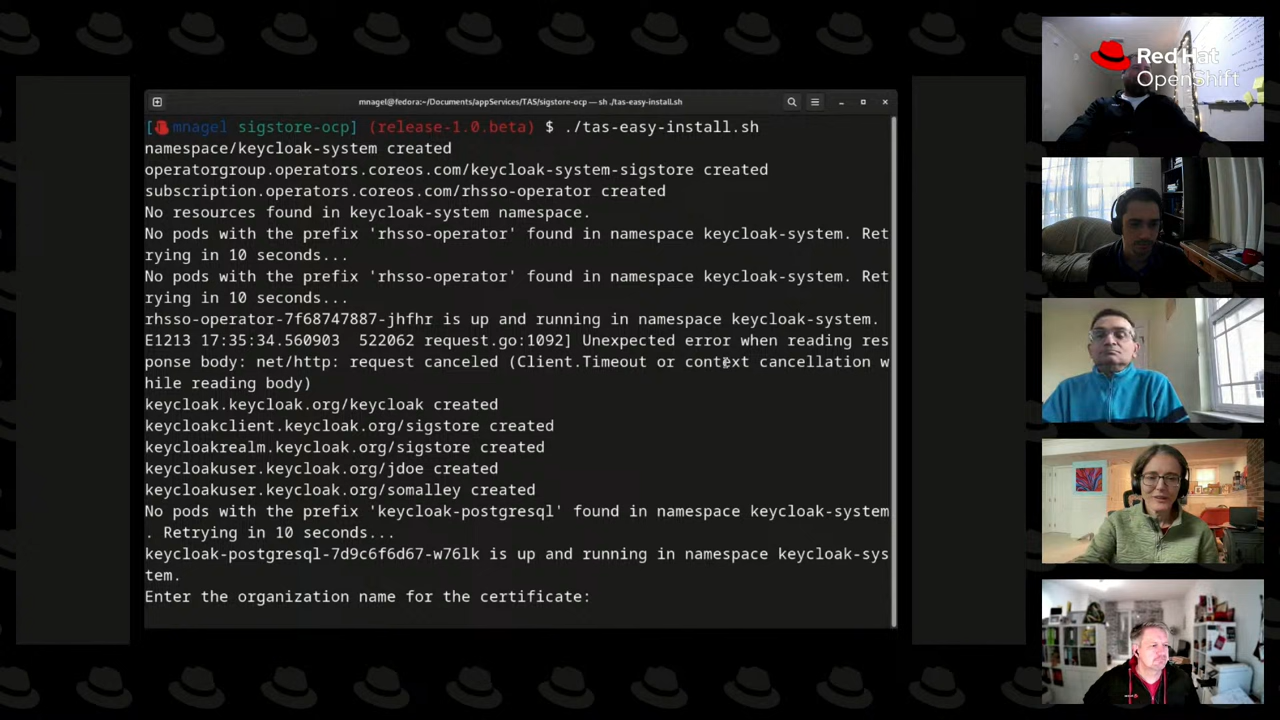 mnagel@fedora:~/Documents/appServices/TAS/sigstore-ocp — sh ./tas-easy-install.sh
[ mnagel sigstore-ocp] (release-1.0.beta) $ ./tas-easy-install.sh
namespace/keycloak-system created
operatorgroup.operators.coreos.com/keycloak-system-sigstore created
subscription.operators.coreos.com/rhsso-operator created
No resources found in keycloak-system namespace.
No pods with the prefix 'rhsso-operator' found in namespace keycloak-system. Ret
rying in 10 seconds...
No pods with the prefix 'rhsso-operator' found in namespace keycloak-system. Ret
rying in 10 seconds...
rhsso-operator-7f68747887-jhfhr is up and running in namespace keycloak-system.
E1213 17:35:34.560903  522062 request.go:1092] Unexpected error when reading res
ponse body: net/http: request canceled (Client.Timeout or context cancellation w
hile reading body)
keycloak.keycloak.org/keycloak created
keycloakclient.keycloak.org/sigstore created
keycloakrealm.keycloak.org/sigstore created
keycloakuser.keycloak.org/jdoe created
keycloakuser.keycloak.org/somalley created
No pods with the prefix 'keycloak-postgresql' found in namespace keycloak-system
. Retrying in 10 seconds...
keycloak-postgresql-7d9c6f6d67-w76lk is up and running in namespace keycloak-sys
tem.
Enter the organization name for the certificate:
Red Hat
OpenShift